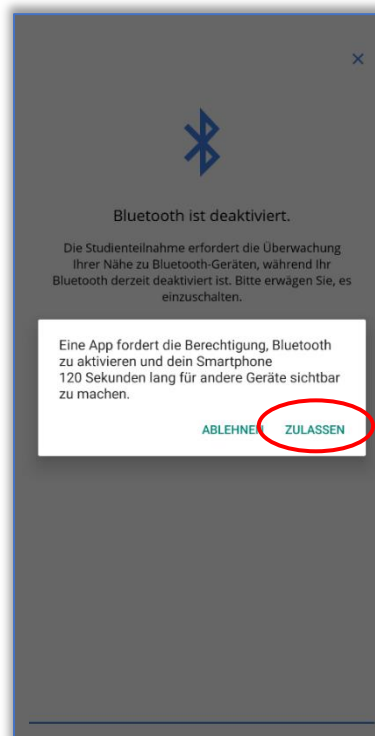 Bluetooth ist deaktiviert.
Die Studienteilnahme erfordert die Überwachung
Ihrer Nähe zu Bluetooth-Geräten, während Ihr
Bluetooth derzeit deaktiviert ist. Bitte erwägen Sie, es
einzuschalten.
Eine App fordert die Berechtigung, Bluetooth
zu aktivieren und dein Smartphone
120 Sekunden lang für andere Geräte sichtbar
zu machen.
ABLEHNEN ZULASSEN